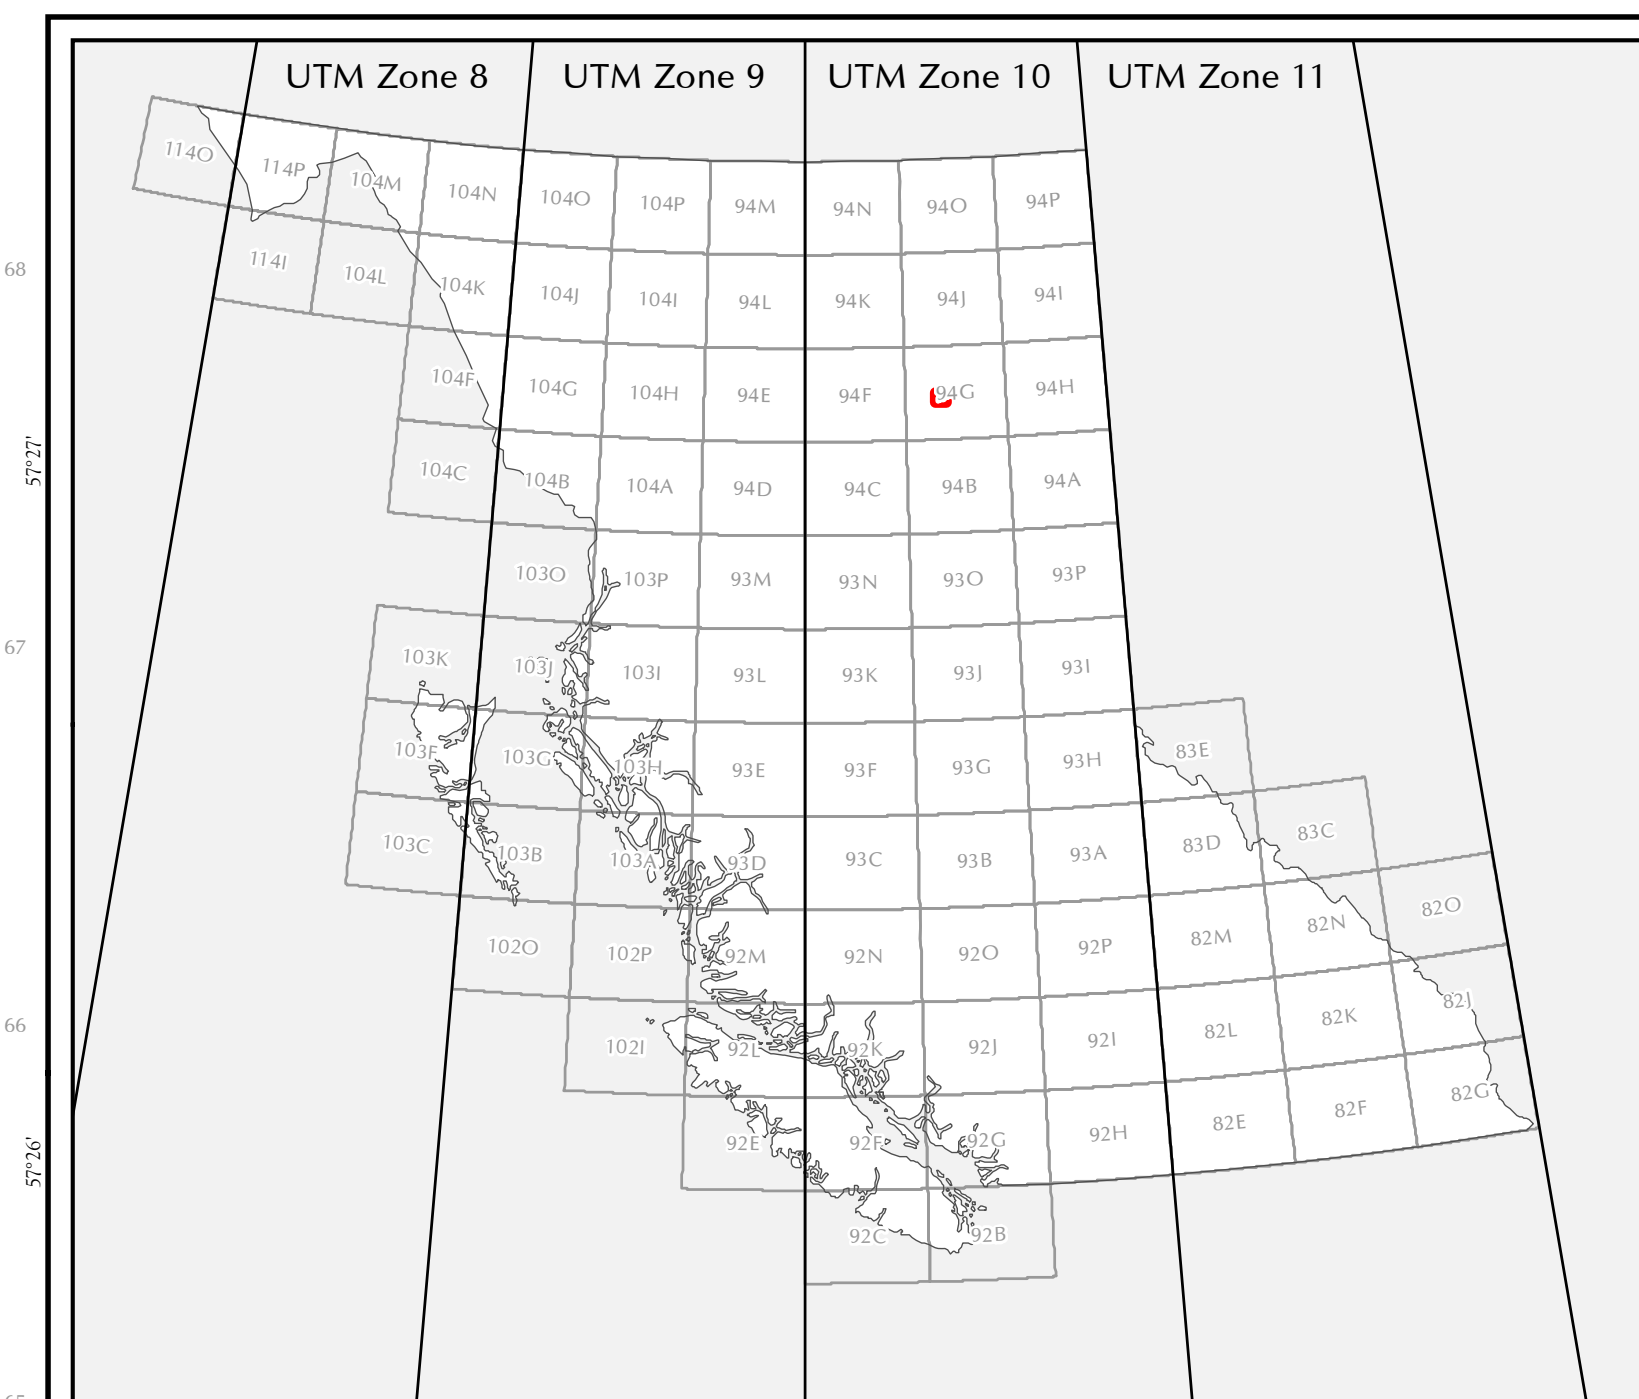 UTM Zone 8 UTM Zone 9 UTM Zone 10 UTM Zone 11
114O 114P 104M 104N 104O 104P 94M 94N 94O 94P
68
114I 104L 104K 104J 104I 94L 94K 94J 94I
104F 104G 104H 94E 94F 94G 94H
57°27'
104C 104B 104A 94D 94C 94B 94A
103O 103P 93M 93N 93O 93P
67
103K 103J 103I 93L 93K 93J 93I
103F 103G 103H 93E 93F 93G 93H 83E
103C 103B 103A 93D 93C 93B 93A 83D 83C
102O 102P 92M 92N 92O 92P 82M 82N 82O
66
102I 92L 92K 92J 92I 82L 82K 82J
57°26'
92E 92F 92G 92H 82E 82F 82G
92C 92B